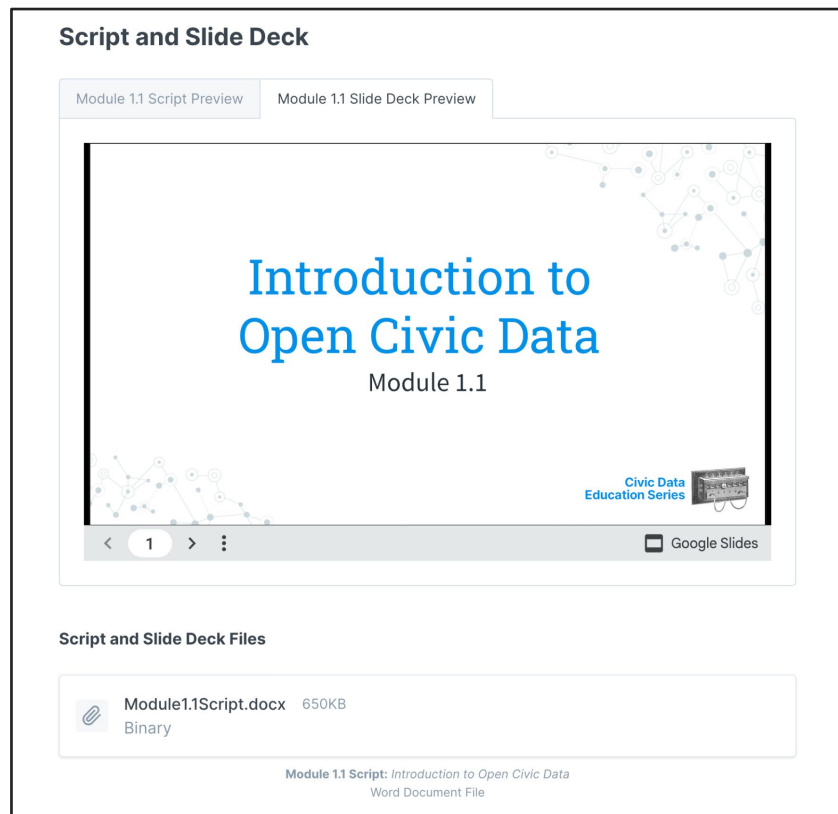 Script and Slide Deck
Module 1.1 Script Preview
Module 1.1 Slide Deck Preview
Introduction to
Open Civic Data
Module 1.1
Civic Data
Education Series
1
Google Slides
Script and Slide Deck Files
Module1.1Script.docx 650KB
Binary
Module 1.1 Script: Introduction to Open Civic Data
Word Document File